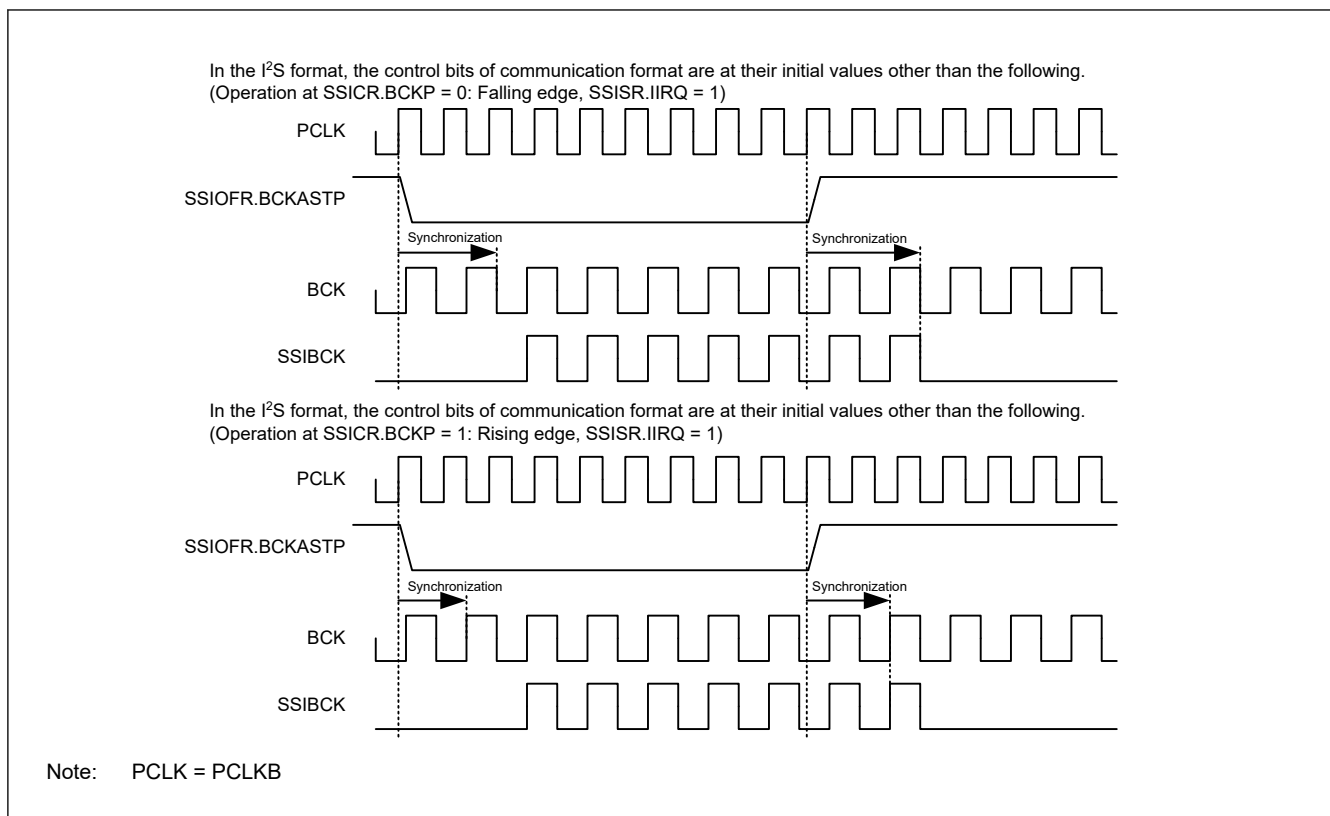 In the I²S format, the control bits of communication format are at their initial values other than the following.
(Operation at SSICR.BCKP = 0: Falling edge, SSISR.IIRQ = 1)
PCLK
SSIOFR.BCKASTP
Synchronization Synchronization
BCK
SSIBCK
In the I²S format, the control bits of communication format are at their initial values other than the following.
(Operation at SSICR.BCKP = 1: Rising edge, SSISR.IIRQ = 1)
PCLK
SSIOFR.BCKASTP
Synchronization Synchronization
BCK
SSIBCK
Note: PCLK = PCLKB